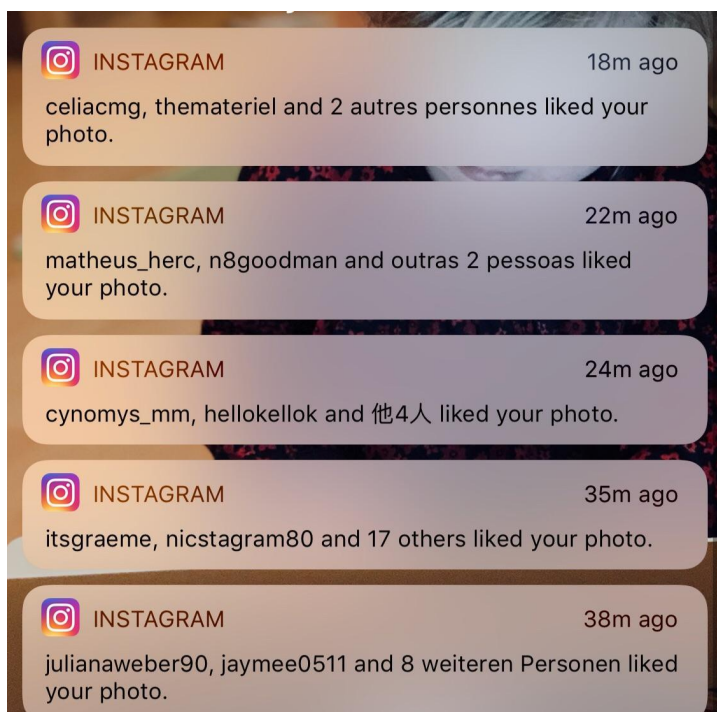 INSTAGRAM 18m ago
celiacmg, themateriel and 2 autres personnes liked your
photo.
INSTAGRAM 22m ago
matheus_herc, n8goodman and outras 2 pessoas liked
your photo.
INSTAGRAM 24m ago
cynomys_mm, hellokellok and 他4人 liked your photo.
INSTAGRAM 35m ago
itsgraeme, nicstagram80 and 17 others liked your photo.
INSTAGRAM 38m ago
julianaweber90, jaymee0511 and 8 weiteren Personen liked
your photo.